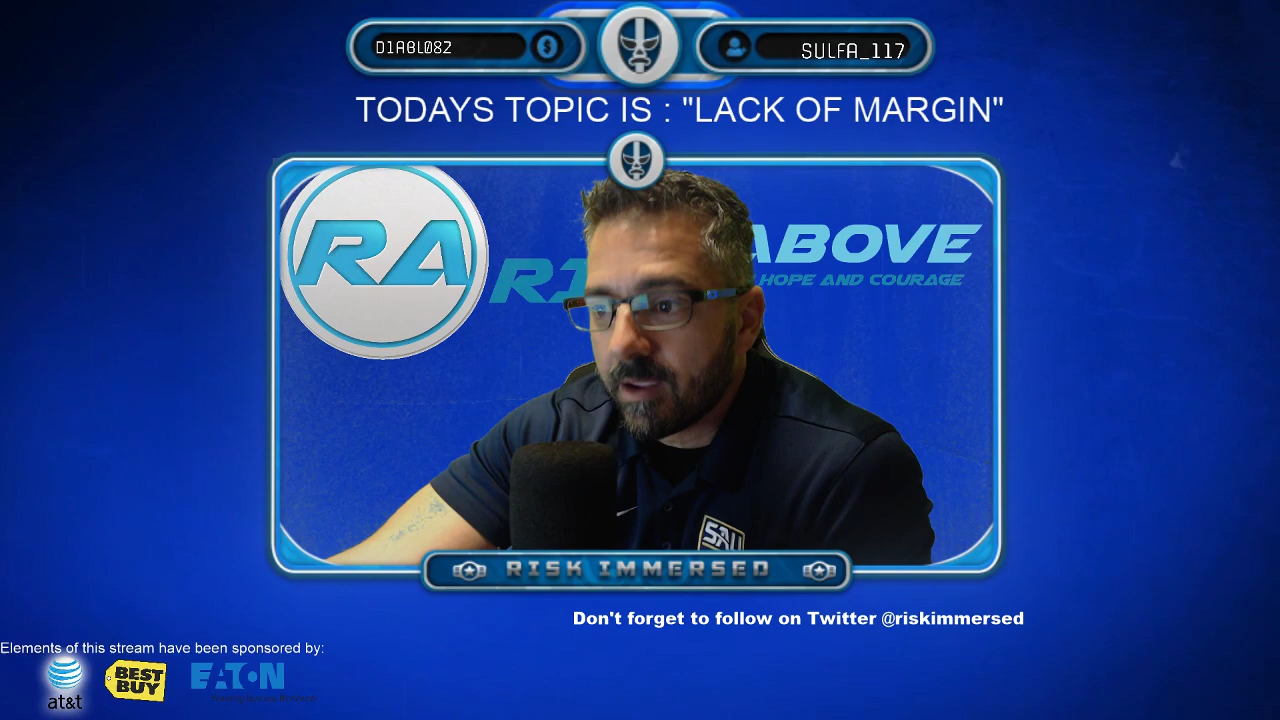 D1ABL082
SULFA_117
TODAYS TOPIC IS : "LACK OF MARGIN"
RA
ABOVE
HOPE AND COURAGE
SAU
RISK IMMERSED
Don't forget to follow on Twitter @riskimmersed
Elements of this stream have been sponsored by:
at&t
BEST
BUY
EATON